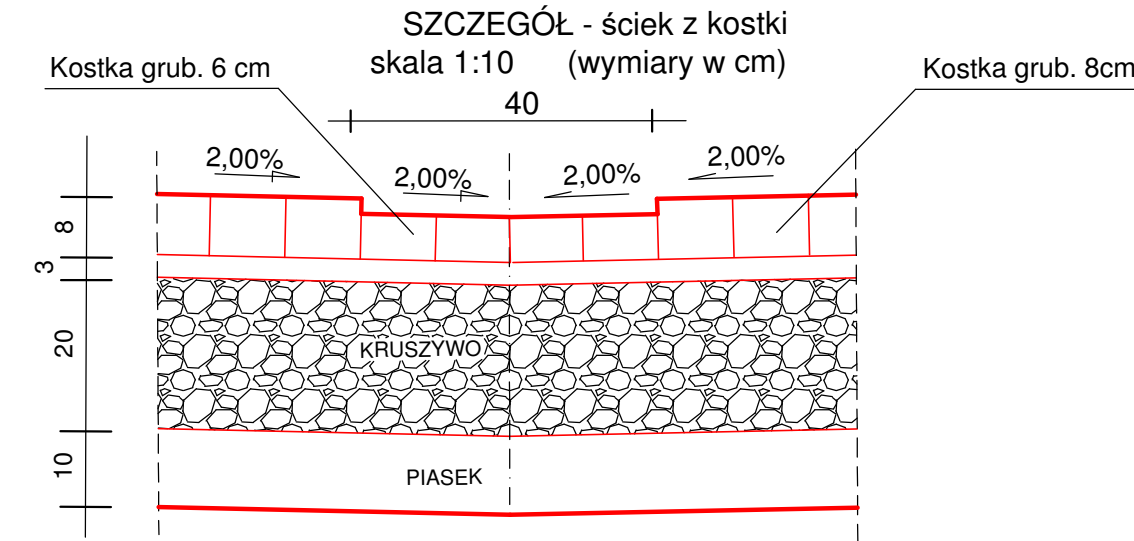 SZCZEGÓŁ - ściek z kostki
skala 1:10 (wymiary w cm)
Kostka grub. 6 cm
Kostka grub. 8cm
40
2,00%
2,00%
2,00%
2,00%
8
3
20
KRUSZYWO
10
PIASEK